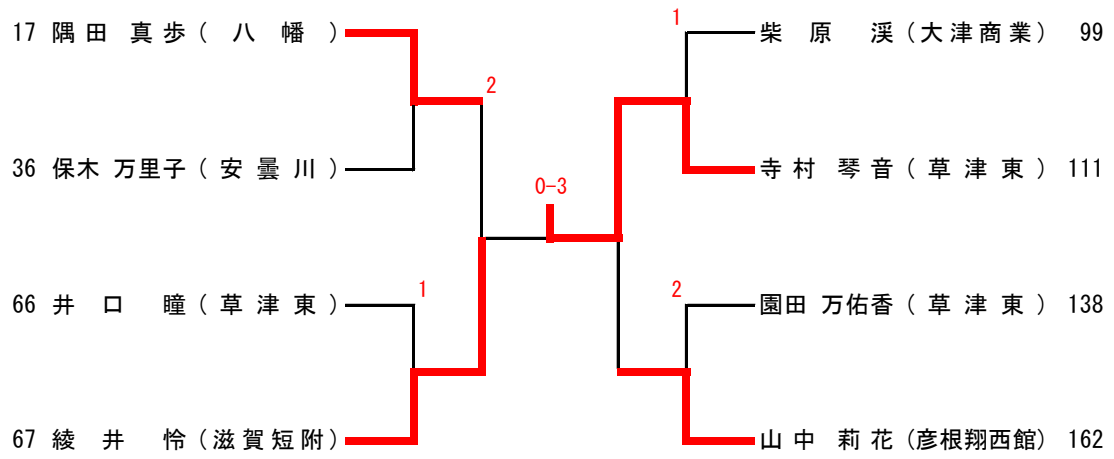 17 隅田 真歩 ( 八 幡 )
2
36 保木 万里子 ( 安 曇 川 )
66 井 口 瞳 ( 草 津 東 )
1
67 綾 井 怜 ( 滋 賀 短 附 )
0-3
1
柴 原 渓 ( 大 津 商 業 ) 99
寺 村 琴 音 ( 草 津 東 ) 111
2
園田 万佑香 ( 草 津 東 ) 138
山 中 莉 花 (彦根翔西館) 162